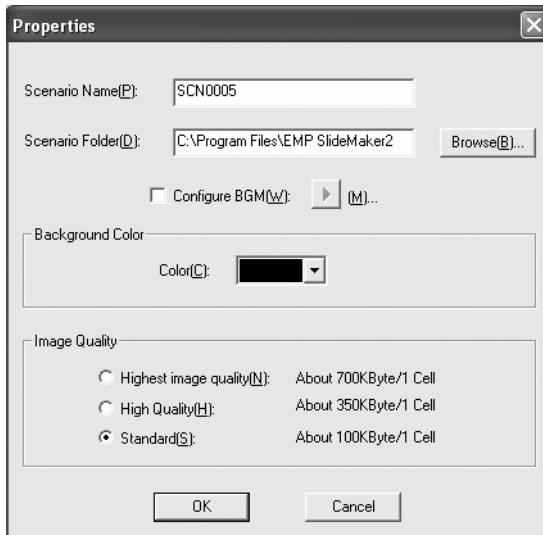 Properties
Scenario Name(P): SCN0005
Scenario Folder(D): C:\Program Files\EMP SlideMaker2 Browse(B)...
Configure BGM(W): (M)...
Background Color
Color(C):
Image Quality
Highest image quality(N): About 700KByte/1 Cell
High Quality(H): About 350KByte/1 Cell
Standard(S): About 100KByte/1 Cell
OK Cancel